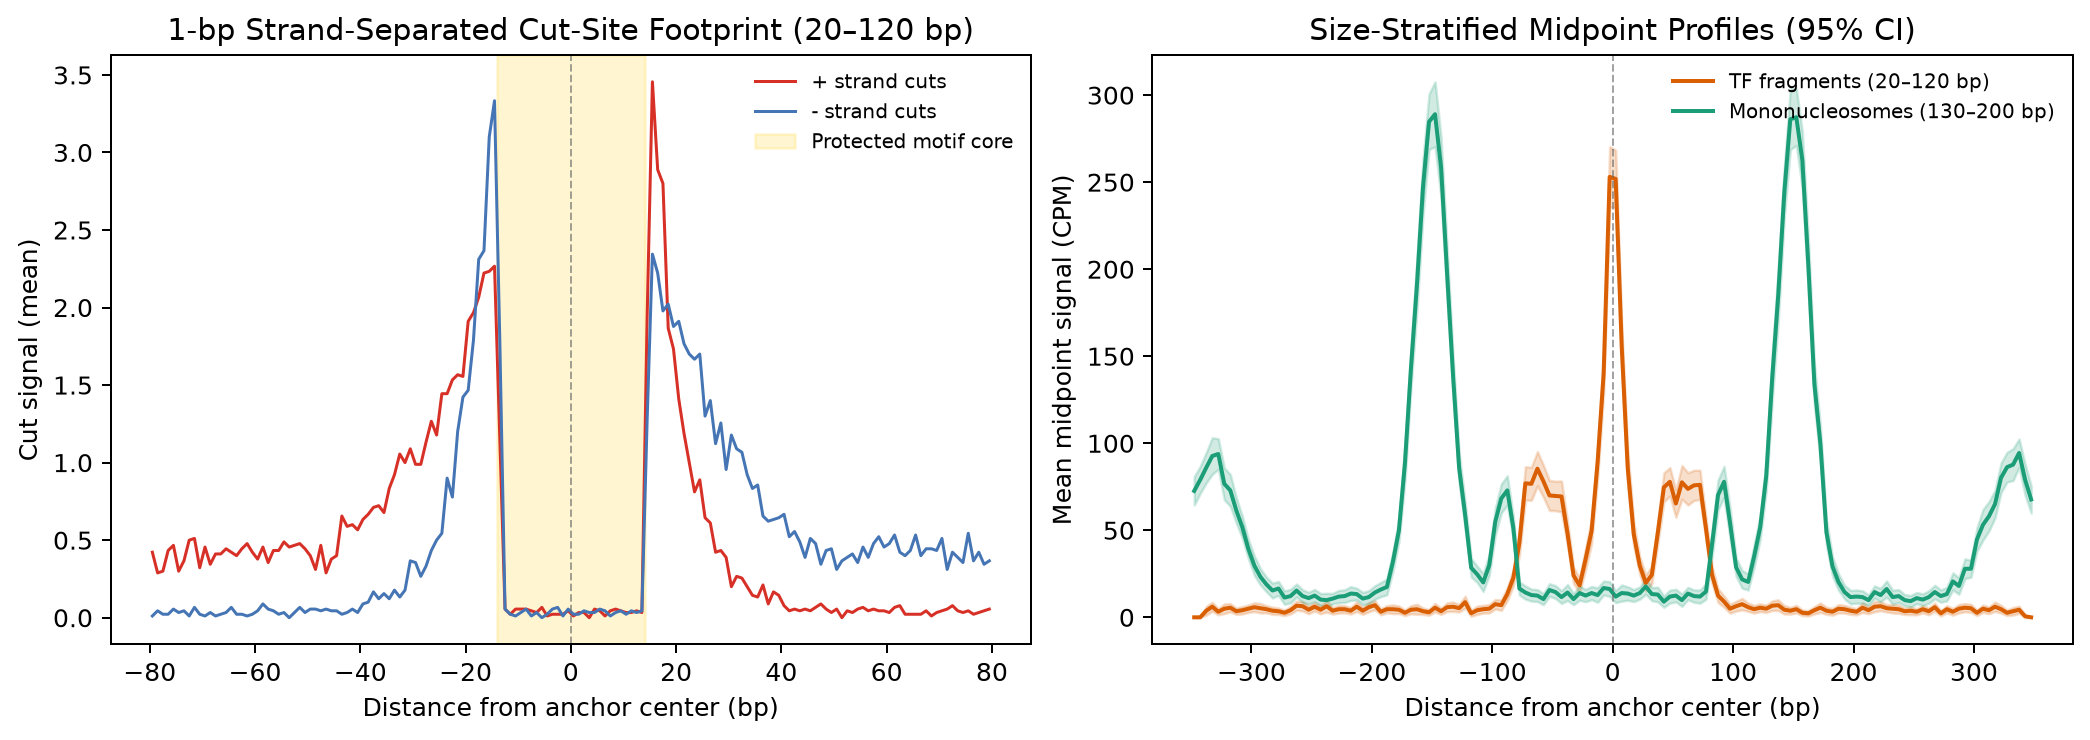 1-bp Strand-Separated Cut-Site Footprint (20–120 bp)
Cut signal (mean)
3.5
3.0
2.5
2.0
1.5
1.0
0.5
0.0
+ strand cuts
- strand cuts
Protected motif core
−80 −60 −40 −20 0 20 40 60 80
Distance from anchor center (bp)
Size-Stratified Midpoint Profiles (95% CI)
Mean midpoint signal (CPM)
300
250
200
150
100
50
0
TF fragments (20–120 bp)
Mononucleosomes (130–200 bp)
−300 −200 −100 0 100 200 300
Distance from anchor center (bp)